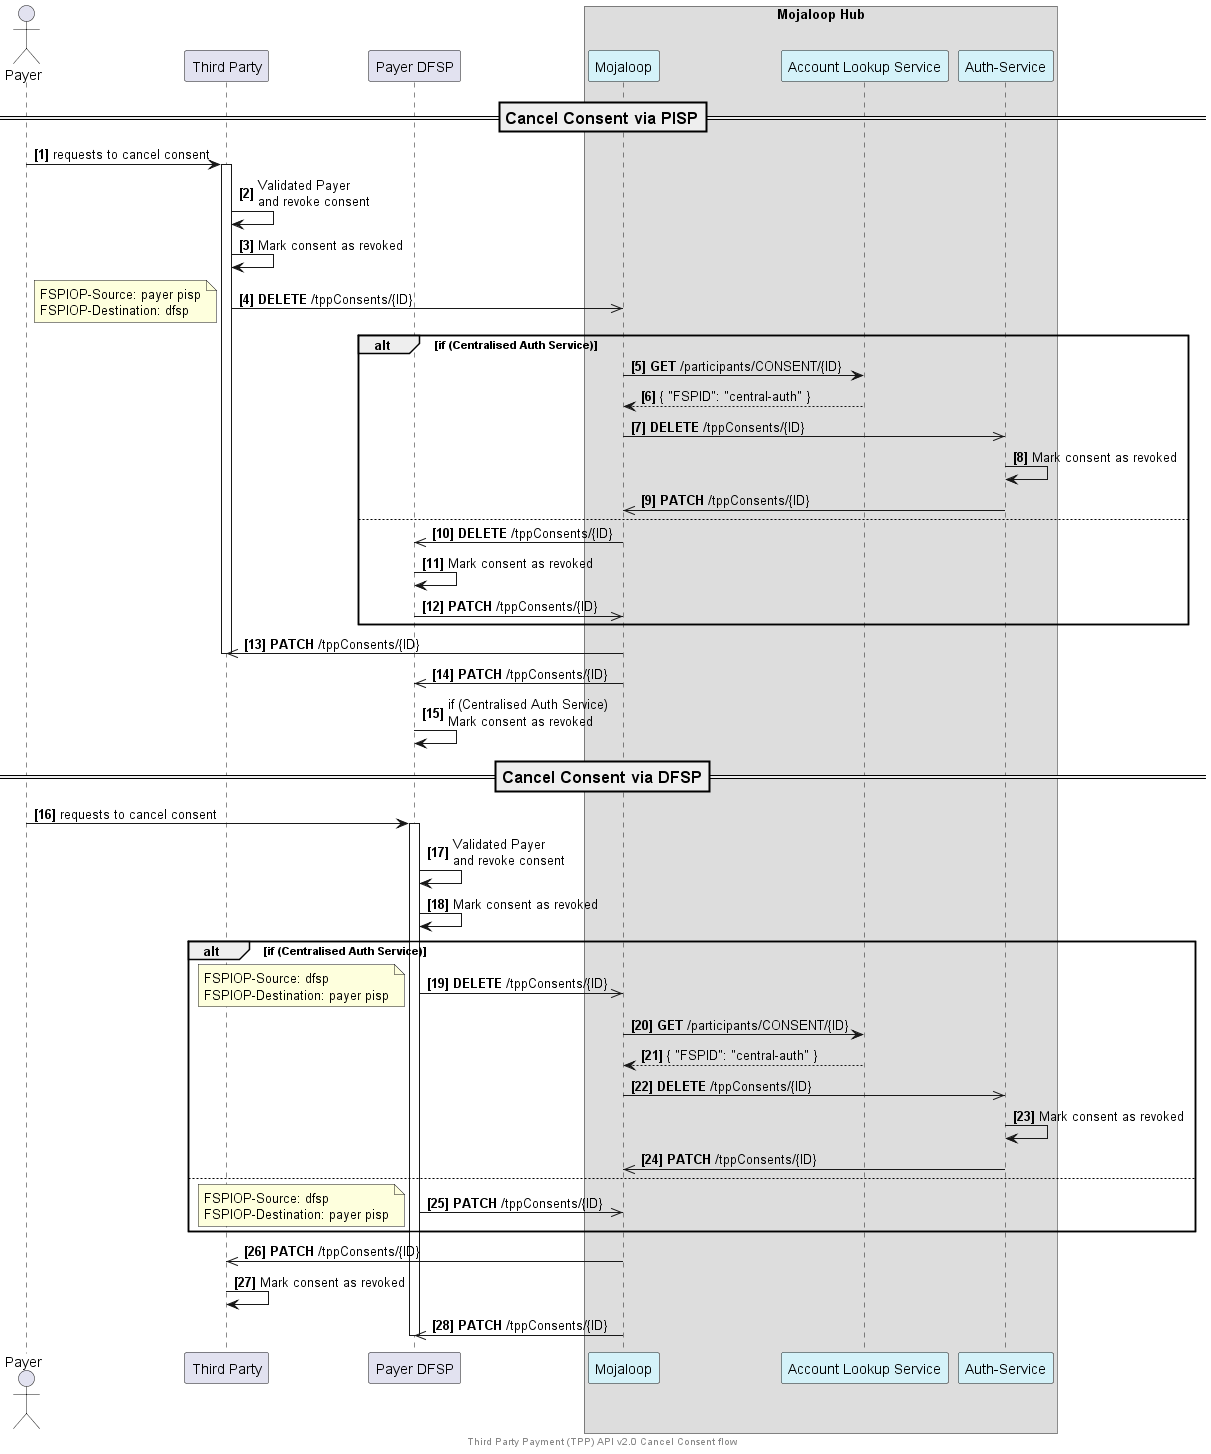 Mojaloop Hub
Payer
Third Party
Payer DFSP
Mojaloop
Account Lookup Service
Auth-Service
Cancel Consent via PISP
[1] requests to cancel consent
[2] Validated Payer
and revoke consent
[3] Mark consent as revoked
FSPIOP-Source: payer pisp
FSPIOP-Destination: dfsp
[4] DELETE /tppConsents/{ID}
alt [if (Centralised Auth Service)]
[5] GET /participants/CONSENT/{ID}
[6] { "FSPID": "central-auth" }
[7] DELETE /tppConsents/{ID}
[8] Mark consent as revoked
[9] PATCH /tppConsents/{ID}
[10] DELETE /tppConsents/{ID}
[11] Mark consent as revoked
[12] PATCH /tppConsents/{ID}
[13] PATCH /tppConsents/{ID}
[14] PATCH /tppConsents/{ID}
[15] if (Centralised Auth Service)
Mark consent as revoked
Cancel Consent via DFSP
[16] requests to cancel consent
[17] Validated Payer
and revoke consent
[18] Mark consent as revoked
alt [if (Centralised Auth Service)]
FSPIOP-Source: dfsp
FSPIOP-Destination: payer pisp
[19] DELETE /tppConsents/{ID}
[20] GET /participants/CONSENT/{ID}
[21] { "FSPID": "central-auth" }
[22] DELETE /tppConsents/{ID}
[23] Mark consent as revoked
[24] PATCH /tppConsents/{ID}
FSPIOP-Source: dfsp
FSPIOP-Destination: payer pisp
[25] PATCH /tppConsents/{ID}
[26] PATCH /tppConsents/{ID}
[27] Mark consent as revoked
[28] PATCH /tppConsents/{ID}
Payer
Third Party
Payer DFSP
Mojaloop
Account Lookup Service
Auth-Service
Third Party Payment (TPP) API v2.0 Cancel Consent flow